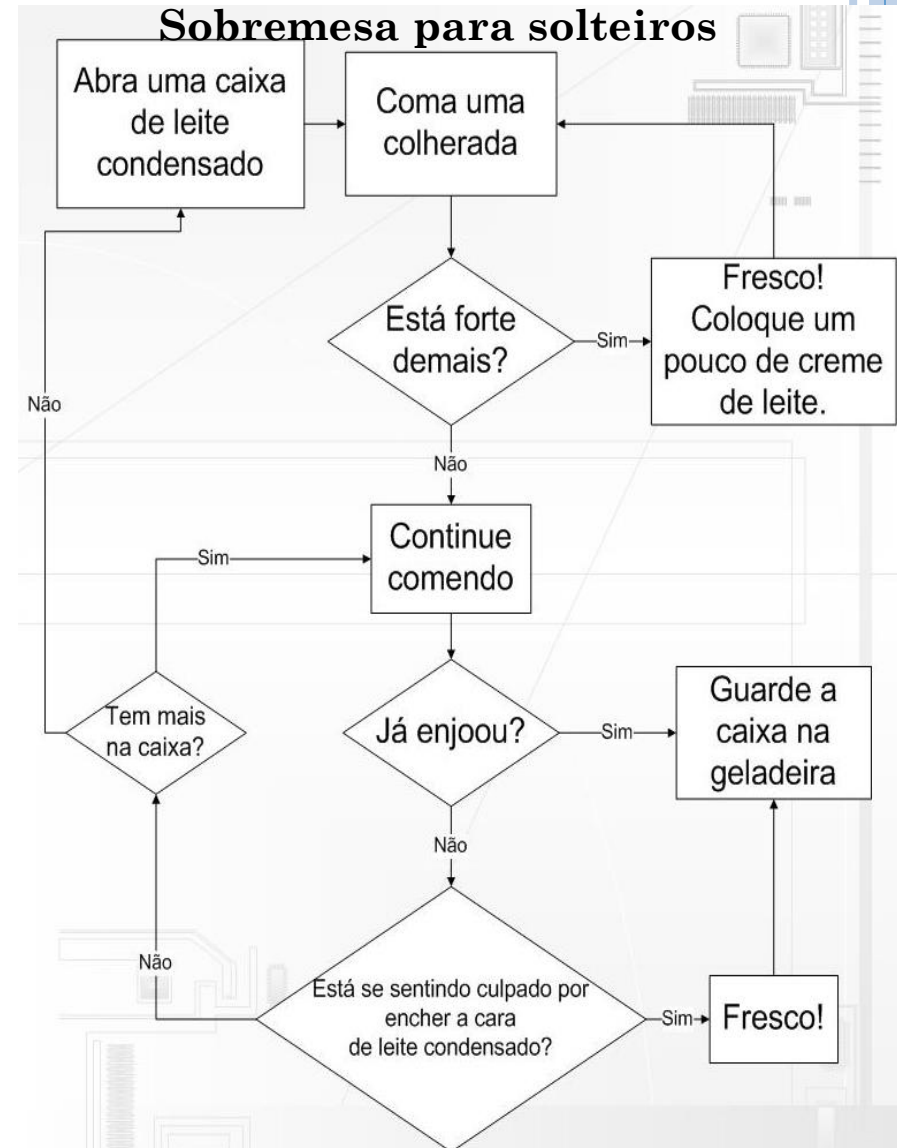 Sobremesa para solteiros
Abra uma caixa
de leite
condensado
Coma uma
colherada
Está forte
demais?
Sim
Fresco!
Coloque um
pouco de creme
de leite.
Não
Não
Continue
comendo
Sim
Tem mais
na caixa?
Já enjoou?
Sim
Guarde a
caixa na
geladeira
Não
Não
Está se sentindo culpado por
encher a cara
de leite condensado?
Sim
Fresco!